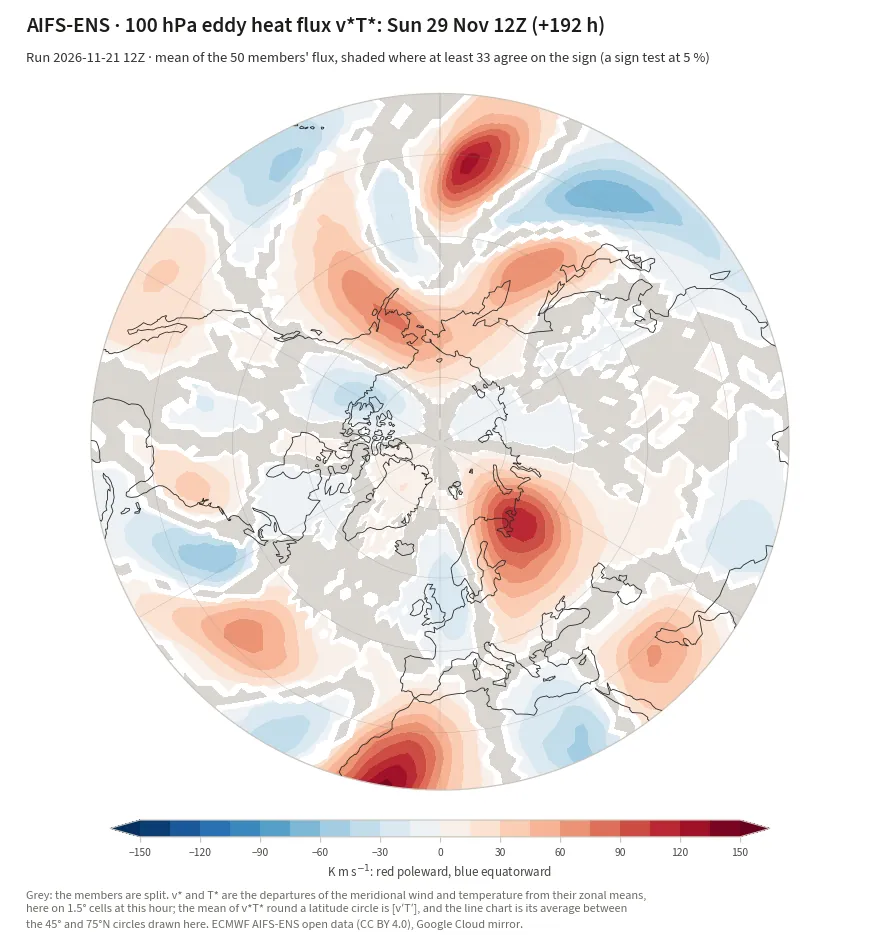 AIFS-ENS · 100 hPa eddy heat flux v*T*: Sun 29 Nov 12Z (+192 h)
Run 2026-11-21 12Z · mean of the 50 members' flux, shaded where at least 33 agree on the sign (a sign test at 5 %)
−150 −120 −90 −60 −30 0 30 60 90 120 150
K m s⁻¹: red poleward, blue equatorward
Grey: the members are split. v* and T* are the departures of the meridional wind and temperature from their zonal means,
here on 1.5° cells at this hour; the mean of v*T* round a latitude circle is [v′T′], and the line chart is its average between
the 45° and 75°N circles drawn here. ECMWF AIFS-ENS open data (CC BY 4.0), Google Cloud mirror.